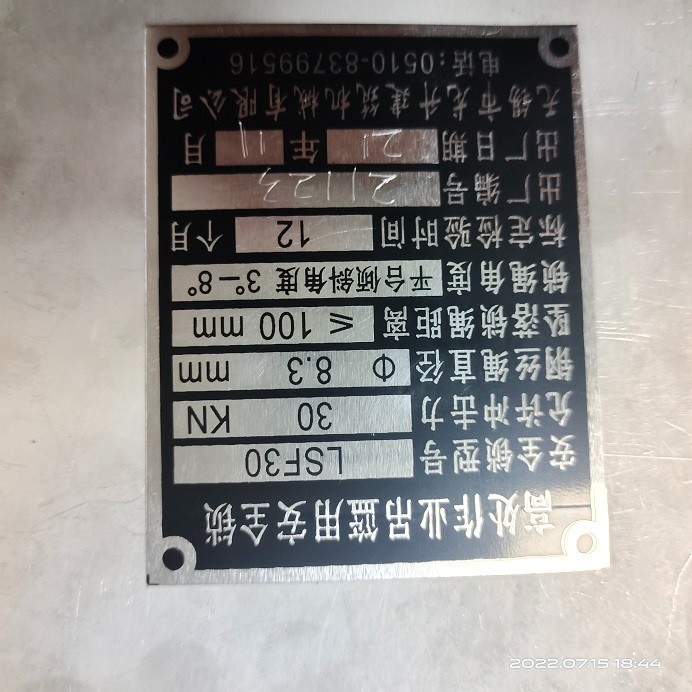 高处作业吊篮用安全锁
安全锁型号 LSF30
允许冲击力 30 KN
钢丝绳直径 Φ 8.3 mm
坠落锁绳距离 ≤ 100 mm
锁绳角度 平台倾斜角度 3°－8°
标定检验时间 12 个月
出厂编号 21123
出厂日期 21 年 11 月
无锡市龙升建筑机械有限公司
电话:0510-83799516
2022.07.15 18:44